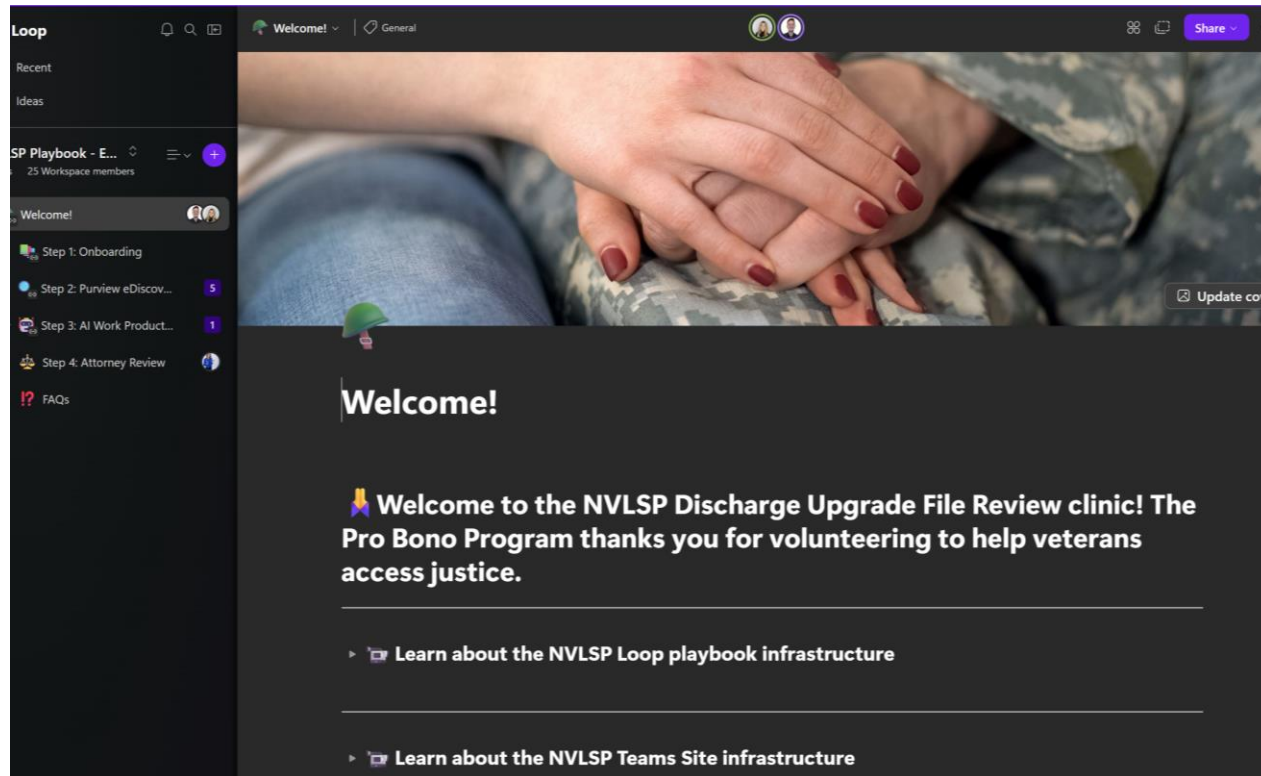 Loop
Recent
Ideas
SP Playbook - E...
25 Workspace members
Welcome!
Step 1: Onboarding
Step 2: Purview eDiscov... 5
Step 3: AI Work Product... 1
Step 4: Attorney Review
⁉ FAQs
Welcome!
General
Share
Update co
Welcome!
Welcome to the NVLSP Discharge Upgrade File Review clinic! The
Pro Bono Program thanks you for volunteering to help veterans
access justice.
Learn about the NVLSP Loop playbook infrastructure
Learn about the NVLSP Teams Site infrastructure